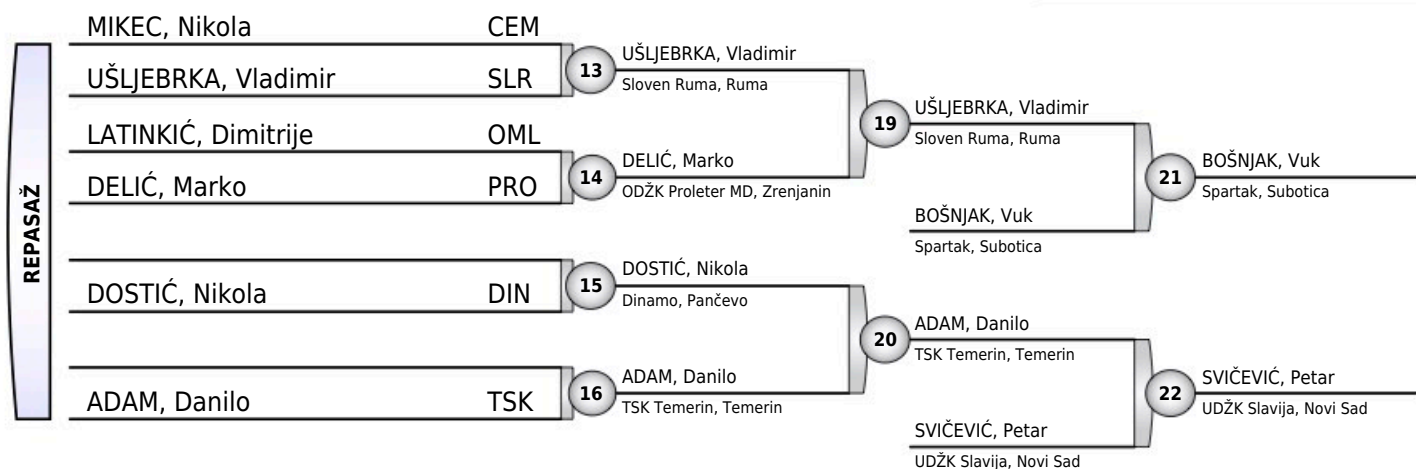 REPASAŽ
MIKEC, Nikola CEM
UŠLJEBRKA, Vladimir SLR
LATINKIĆ, Dimitrije OML
DELIĆ, Marko PRO
DOSTIĆ, Nikola DIN
ADAM, Danilo TSK
13
UŠLJEBRKA, Vladimir
Sloven Ruma, Ruma
14
DELIĆ, Marko
ODŽK Proleter MD, Zrenjanin
15
DOSTIĆ, Nikola
Dinamo, Pančevo
16
ADAM, Danilo
TSK Temerin, Temerin
19
UŠLJEBRKA, Vladimir
Sloven Ruma, Ruma
BOŠNJAK, Vuk
Spartak, Subotica
20
ADAM, Danilo
TSK Temerin, Temerin
SVIČEVIĆ, Petar
UDŽK Slavija, Novi Sad
21
BOŠNJAK, Vuk
Spartak, Subotica
22
SVIČEVIĆ, Petar
UDŽK Slavija, Novi Sad